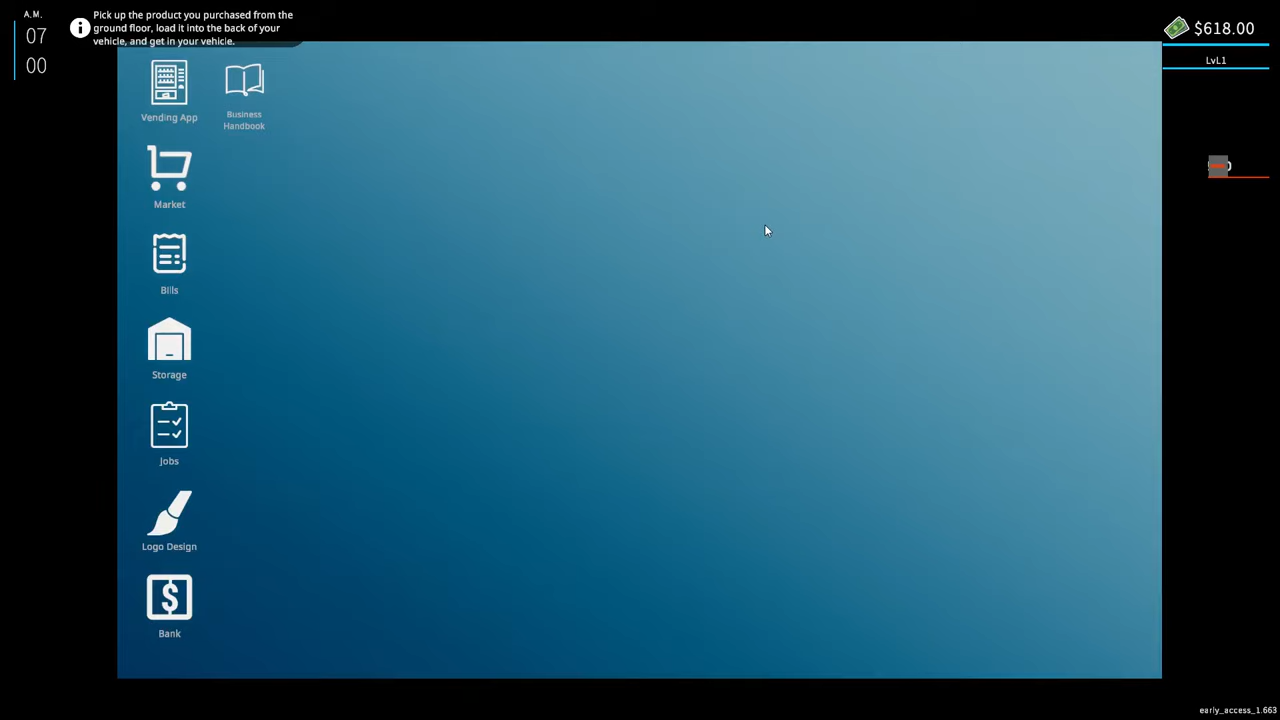 A.M.
07
00
Pick up the product you purchased from the
ground floor, load it into the back of your
vehicle, and get in your vehicle.
$618.00
LvL1
Vending App
Business
Handbook
Market
Bills
Storage
Jobs
Logo Design
Bank
early_access_1.663